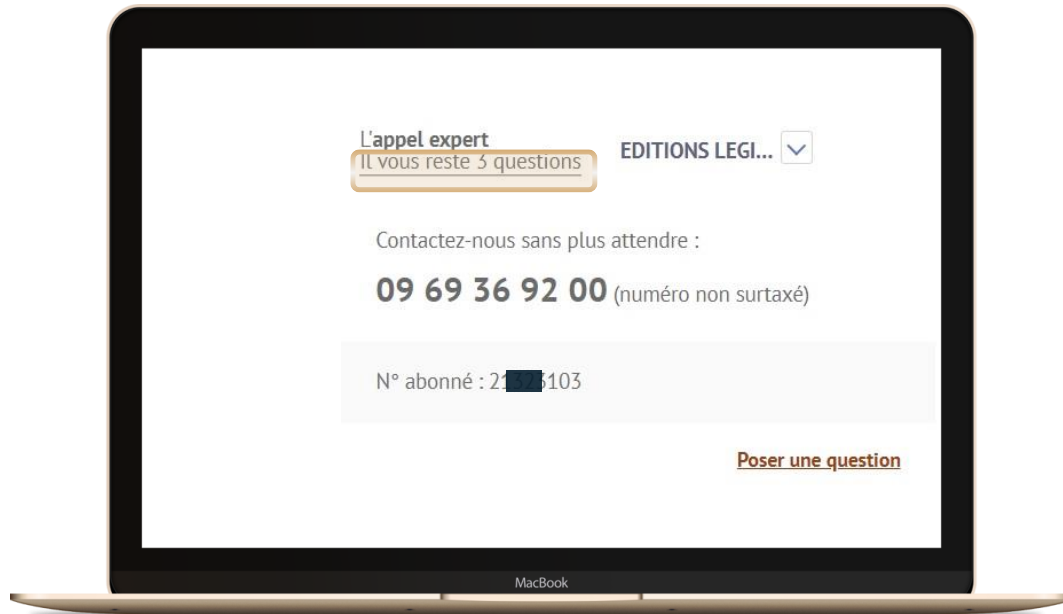 L'appel expert
Il vous reste 3 questions
EDITIONS LEGI...
Contactez-nous sans plus attendre :
09 69 36 92 00 (numéro non surtaxé)
N° abonné :
Poser une question
MacBook